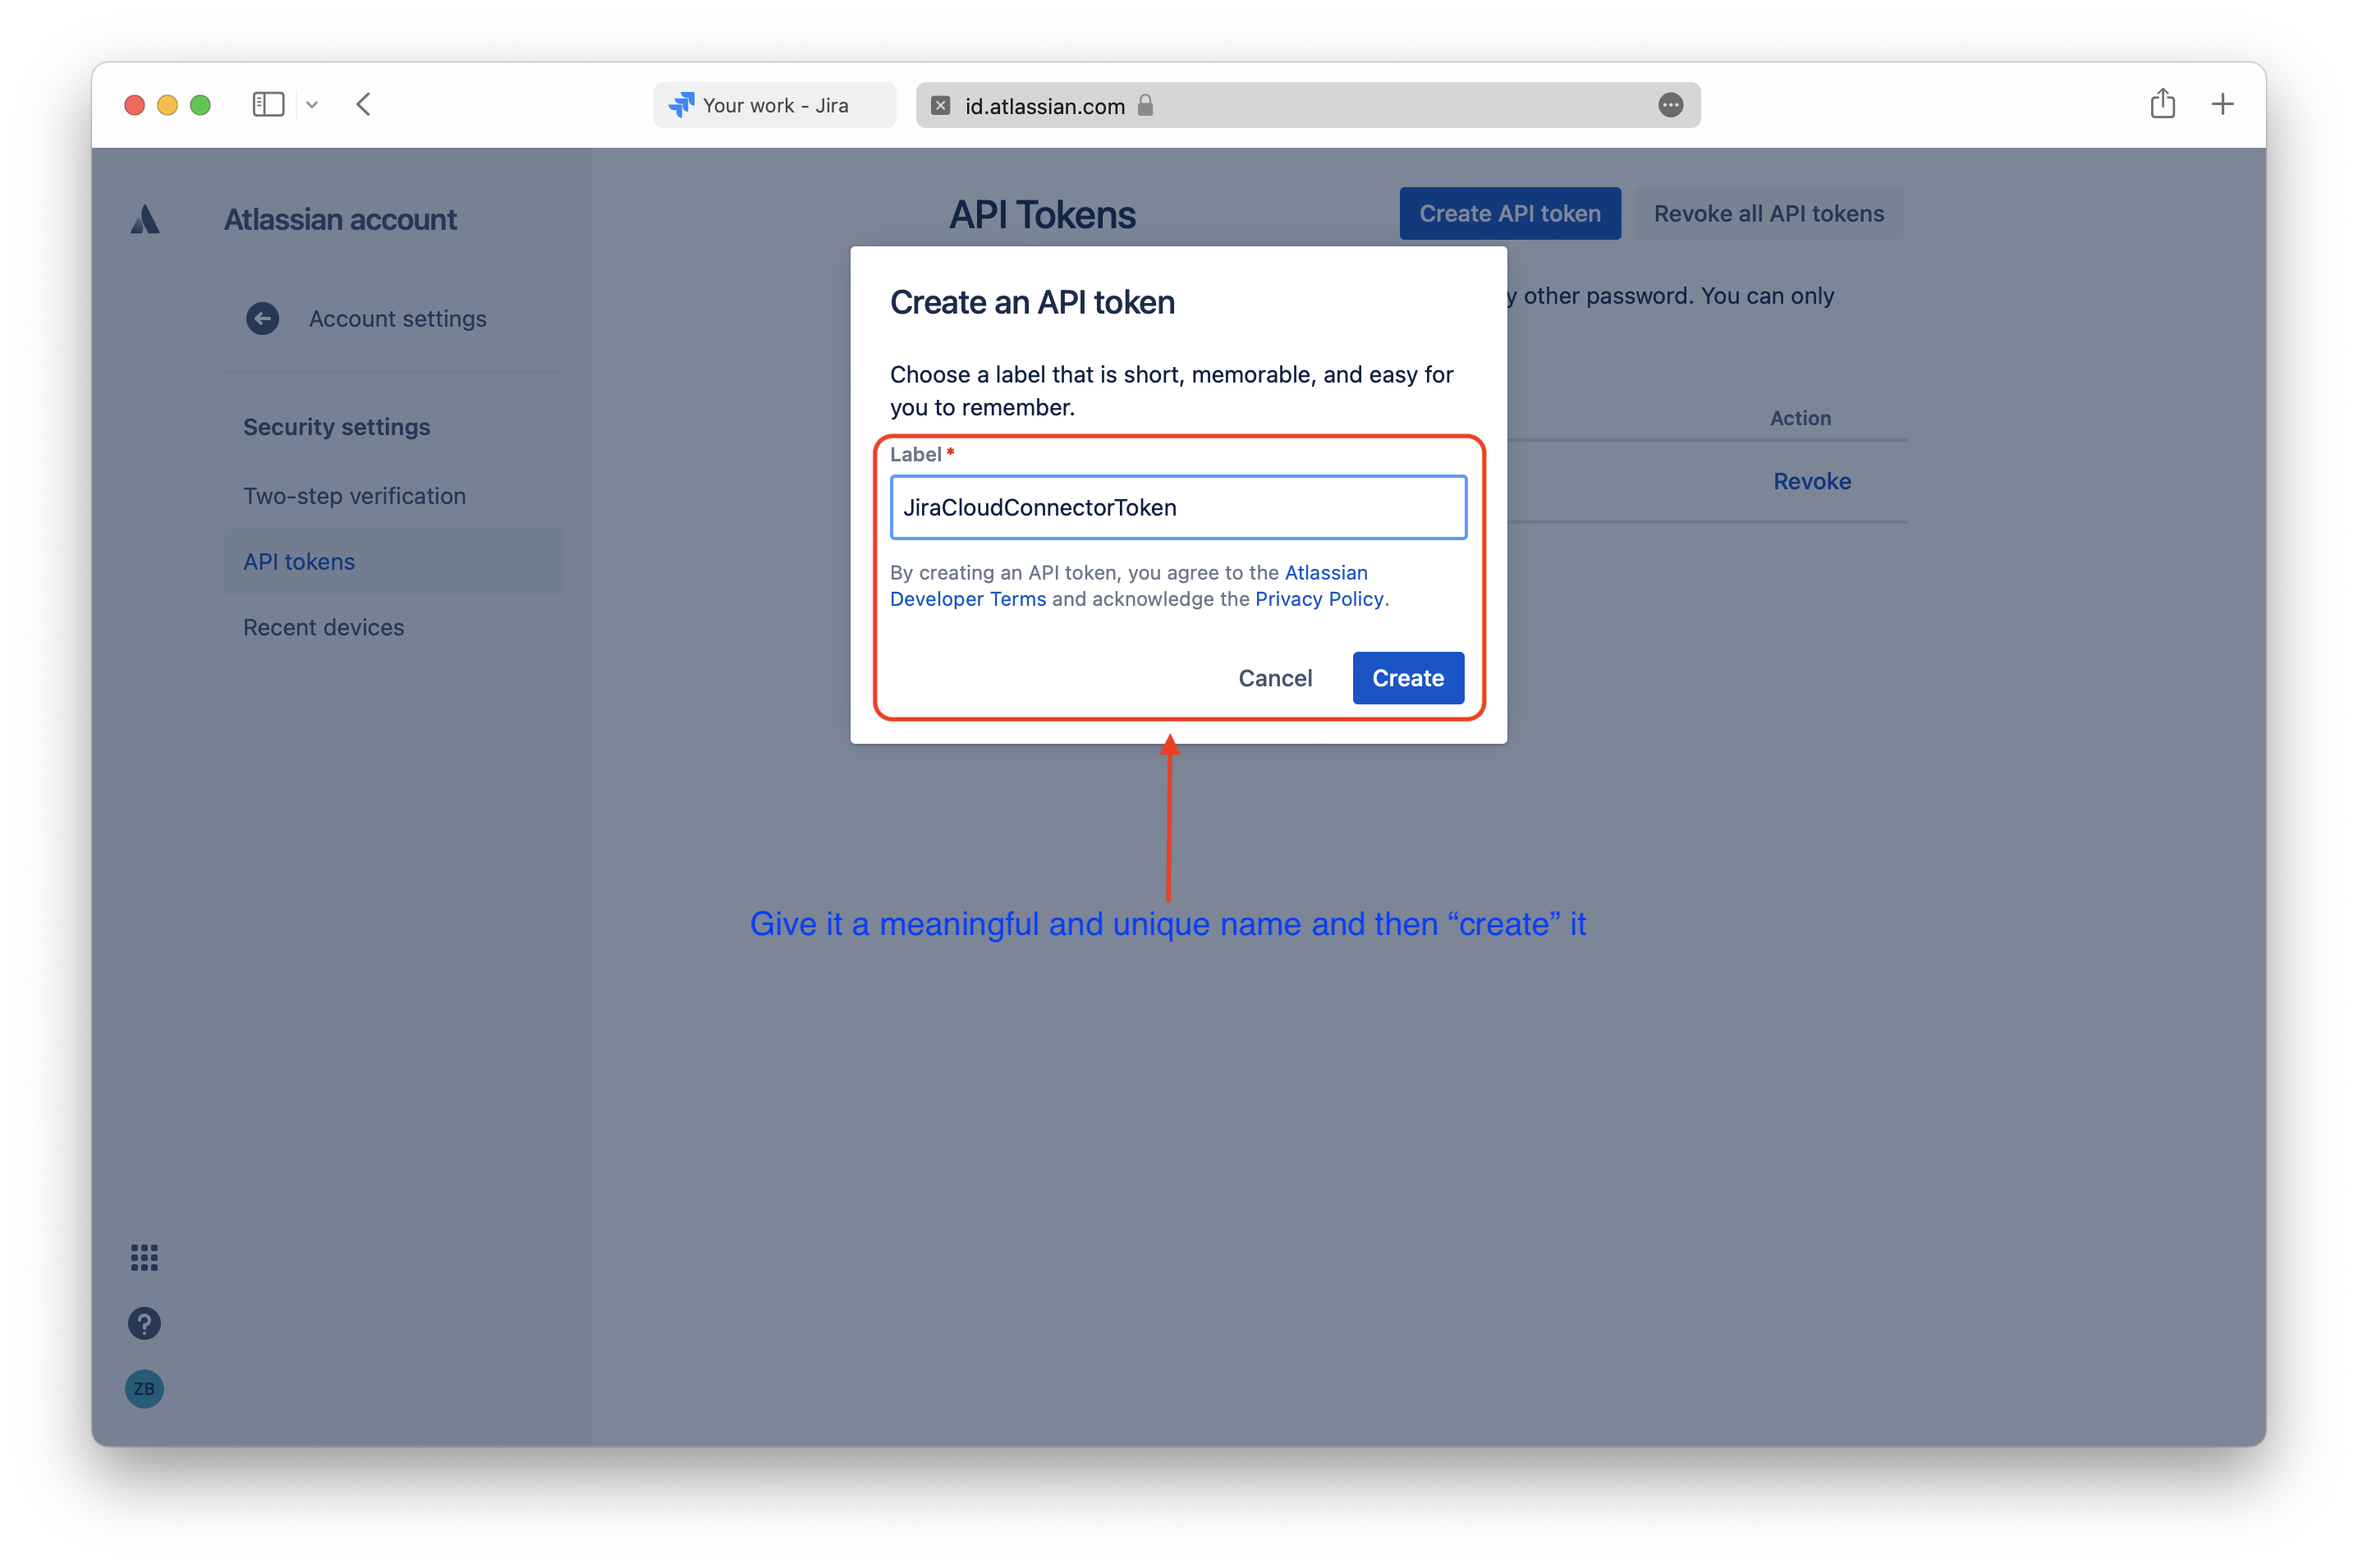 Your work - Jira
id.atlassian.com
Atlassian account
API Tokens
Create API token
Revoke all API tokens
Account settings
Create an API token
y other password. You can only
Choose a label that is short, memorable, and easy for
you to remember.
Security settings
Action
Label *
Two-step verification
JiraCloudConnectorToken
Revoke
API tokens
By creating an API token, you agree to the Atlassian
Developer Terms and acknowledge the Privacy Policy.
Recent devices
Cancel
Create
Give it a meaningful and unique name and then “create” it
ZB